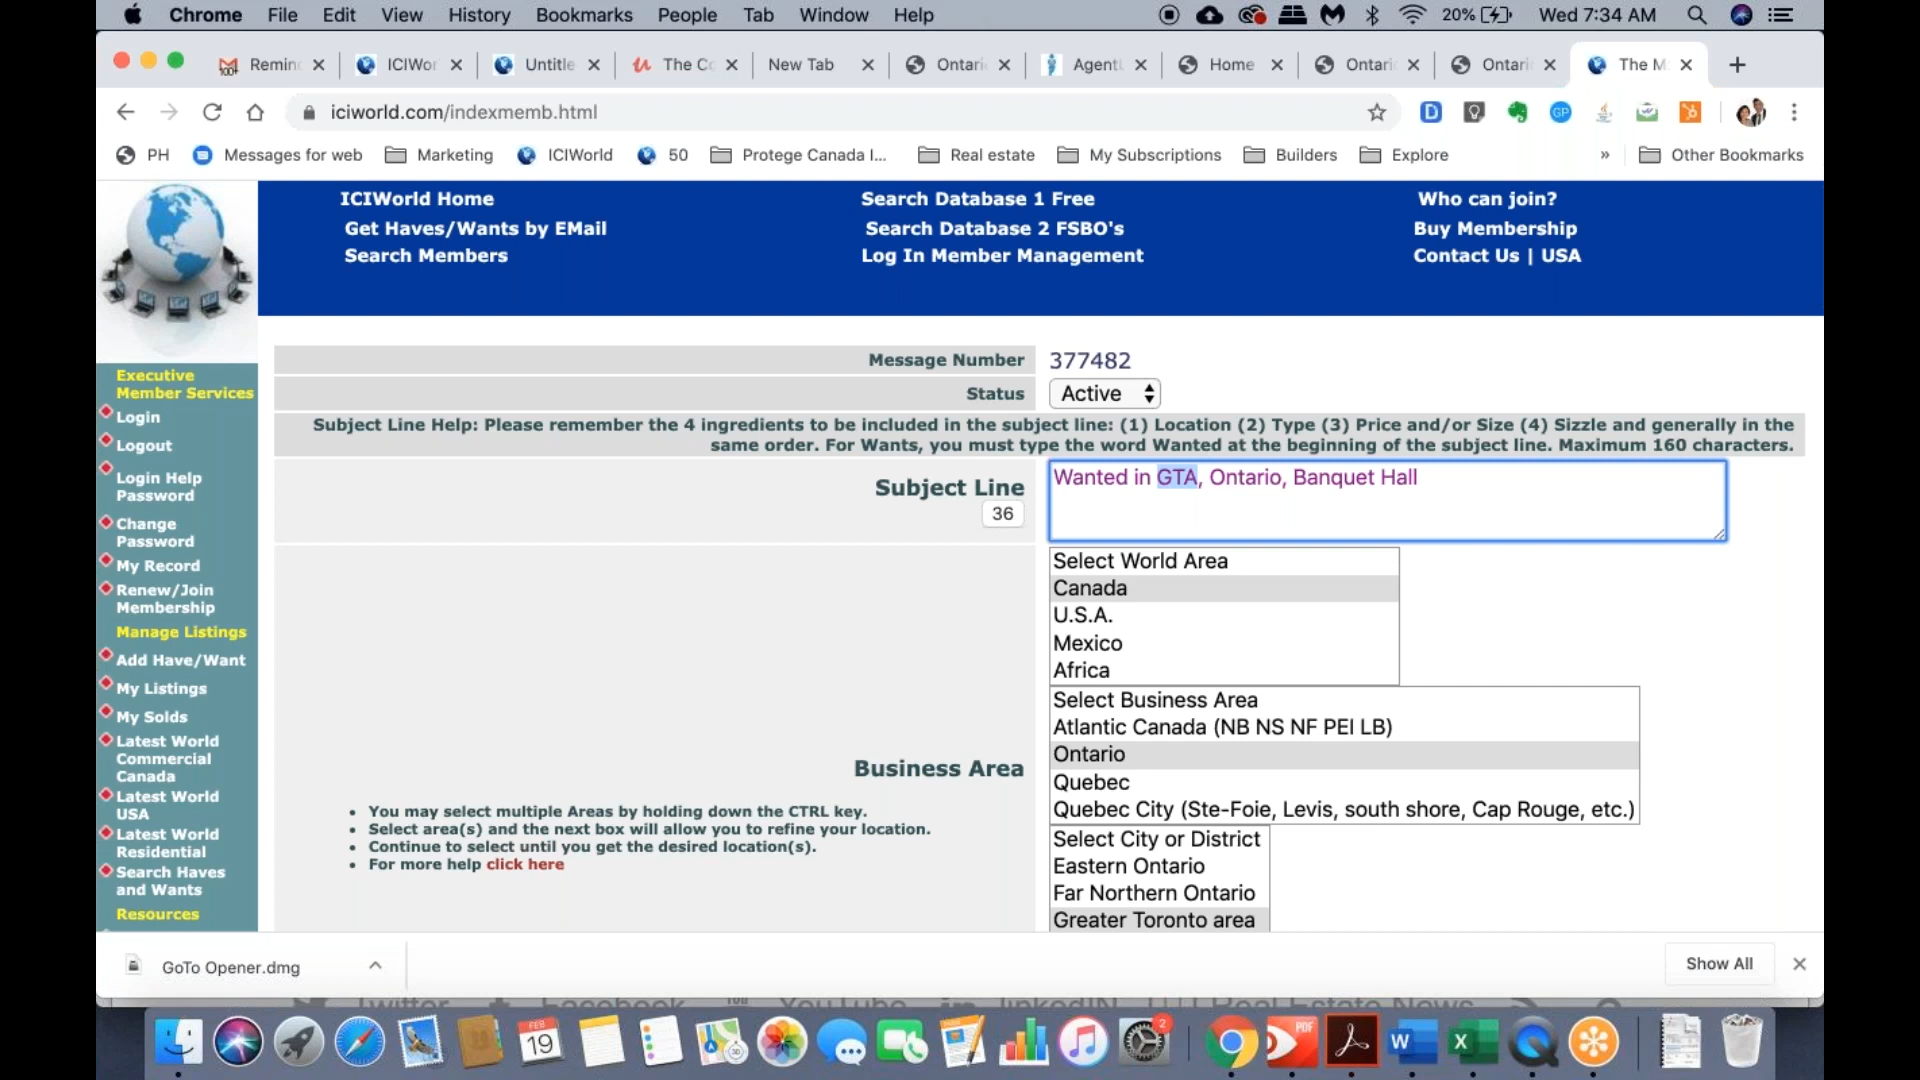 Chrome File Edit View History Bookmarks People Tab Window Help 20% Wed 7:34 AM
Remin ICIWor Untitle The Co New Tab Ontari Agent Home Ontari Ontari The M
iciworld.com/indexmemb.html
PH Messages for web Marketing ICIWorld 50 Protege Canada I... Real estate My Subscriptions Builders Explore » Other Bookmarks
ICIWorld Home Search Database 1 Free Who can join?
Get Haves/Wants by EMail Search Database 2 FSBO's Buy Membership
Search Members Log In Member Management Contact Us | USA
Executive
Member Services
Login
Logout
Login Help
Password
Change
Password
My Record
Renew/Join
Membership
Manage Listings
Add Have/Want
My Listings
My Solds
Latest World
Commercial
Canada
Latest World
USA
Latest World
Residential
Search Haves
and Wants
Resources
Message Number 377482
Status Active
Subject Line Help: Please remember the 4 ingredients to be included in the subject line: (1) Location (2) Type (3) Price and/or Size (4) Sizzle and generally in the
same order. For Wants, you must type the word Wanted at the beginning of the subject line. Maximum 160 characters.
Subject Line
36
Wanted in GTA, Ontario, Banquet Hall
Select World Area
Canada
U.S.A.
Mexico
Africa
Select Business Area
Atlantic Canada (NB NS NF PEI LB)
Ontario
Quebec
Quebec City (Ste-Foie, Levis, south shore, Cap Rouge, etc.)
Select City or District
Eastern Ontario
Far Northern Ontario
Greater Toronto area
Business Area
• You may select multiple Areas by holding down the CTRL key.
• Select area(s) and the next box will allow you to refine your location.
• Continue to select until you get the desired location(s).
• For more help click here
GoTo Opener.dmg Show All
Twitter Facebook YouTube linkedIN Real Estate News
FEB
19
2
PDF
W
X